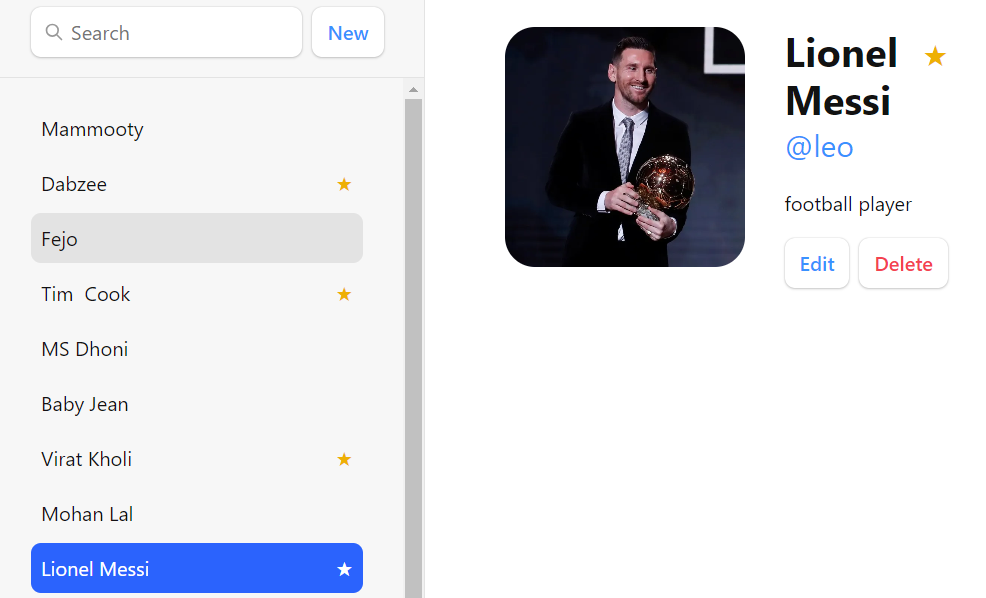 Search
New
Mammooty
Dabzee ★
Fejo
Tim  Cook ★
MS Dhoni
Baby Jean
Virat Kholi ★
Mohan Lal
Lionel Messi ★
Lionel ★
Messi
@leo
football player
Edit
Delete